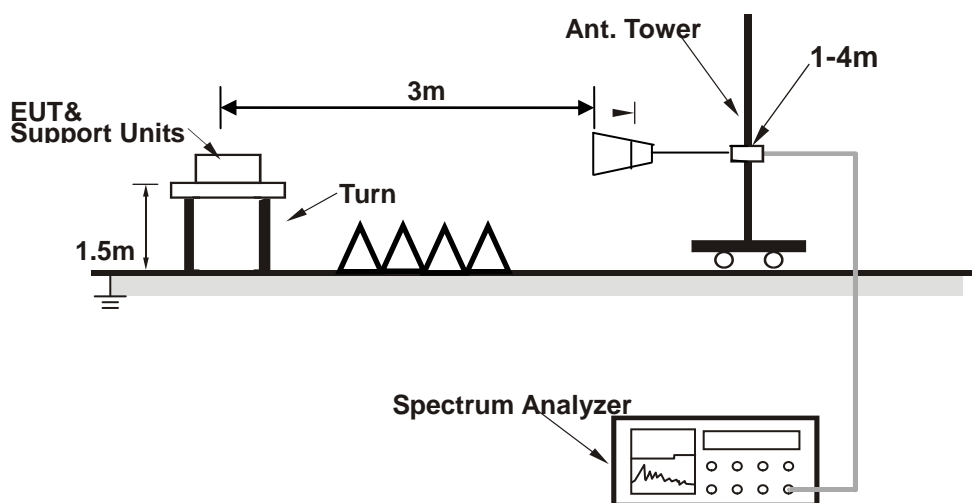 Ant. Tower
1-4m
3m
EUT&
Support Units
Turn
1.5m
Spectrum Analyzer